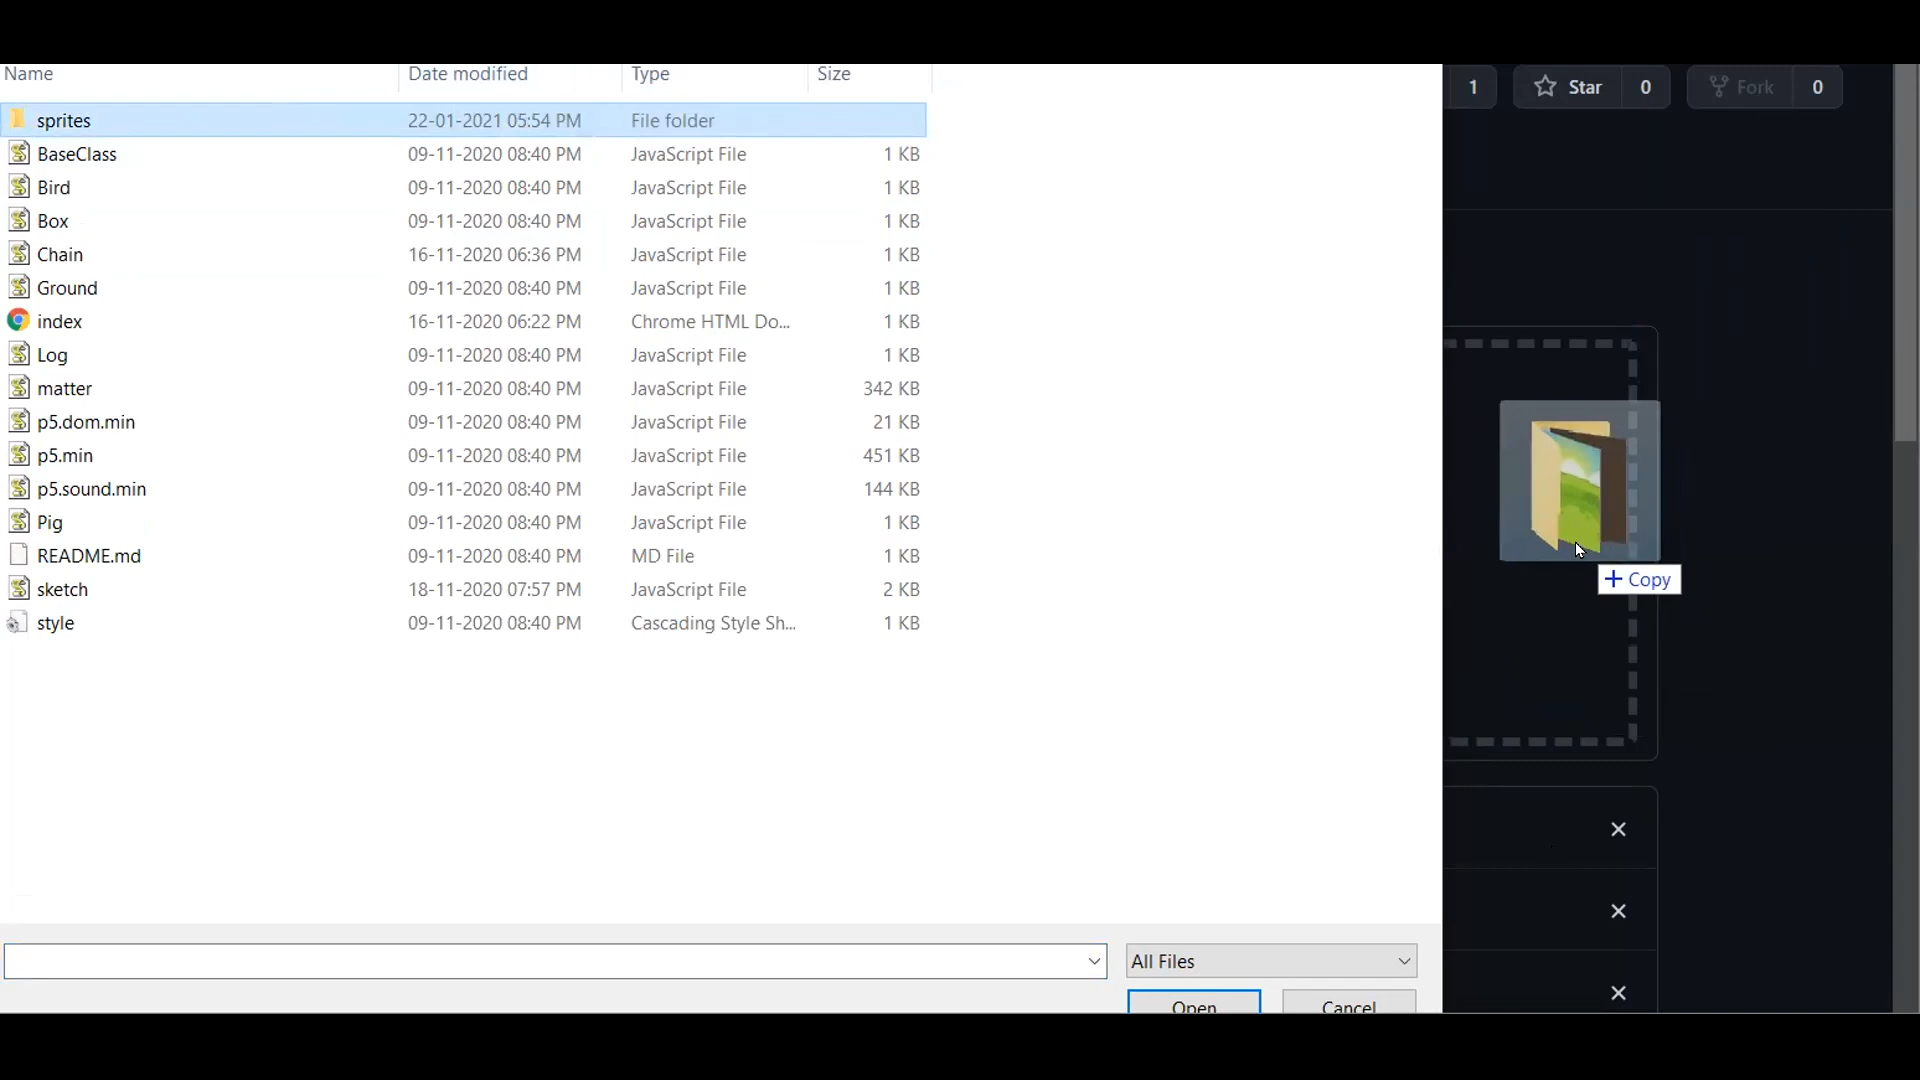 Name Date modified Type Size
1 Star 0 Fork 0
sprites 22-01-2021 05:54 PM File folder
BaseClass 09-11-2020 08:40 PM JavaScript File 1 KB
Bird 09-11-2020 08:40 PM JavaScript File 1 KB
Box 09-11-2020 08:40 PM JavaScript File 1 KB
Chain 16-11-2020 06:36 PM JavaScript File 1 KB
Ground 09-11-2020 08:40 PM JavaScript File 1 KB
index 16-11-2020 06:22 PM Chrome HTML Do... 1 KB
Log 09-11-2020 08:40 PM JavaScript File 1 KB
matter 09-11-2020 08:40 PM JavaScript File 342 KB
p5.dom.min 09-11-2020 08:40 PM JavaScript File 21 KB
p5.min 09-11-2020 08:40 PM JavaScript File 451 KB
p5.sound.min 09-11-2020 08:40 PM JavaScript File 144 KB
Pig 09-11-2020 08:40 PM JavaScript File 1 KB
README.md 09-11-2020 08:40 PM MD File 1 KB
Copy
sketch 18-11-2020 07:57 PM JavaScript File 2 KB
style 09-11-2020 08:40 PM Cascading Style Sh... 1 KB
All Files
Open Cancel